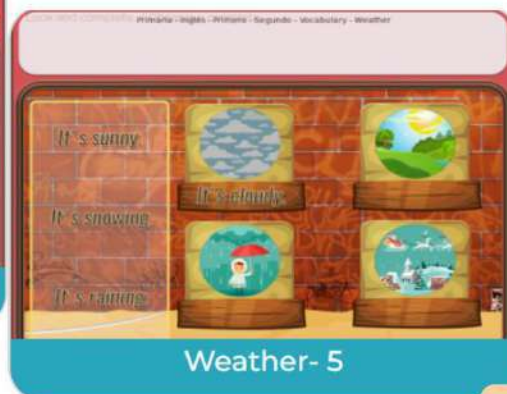 Primaria - Inglés - Primero - Segundo - Vocabulary - Weather
It's sunny.
It's cloudy.
It's snowing.
It's raining.
Weather- 5